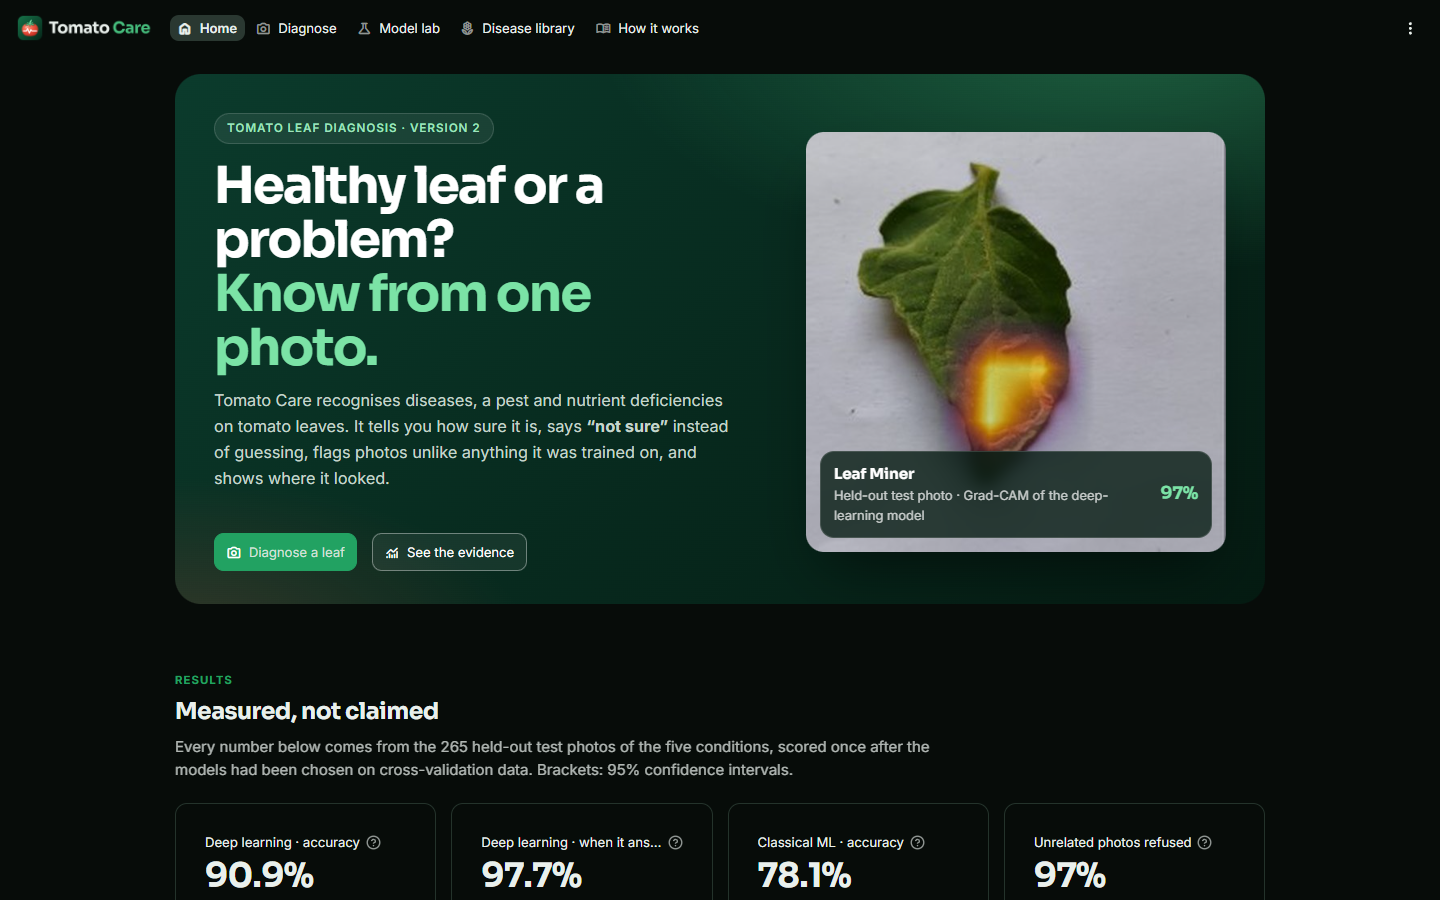 Tomato Care
Home
Diagnose
Model lab
Disease library
How it works
TOMATO LEAF DIAGNOSIS · VERSION 2
Healthy leaf or a
problem?
Know from one
photo.
Tomato Care recognises diseases, a pest and nutrient deficiencies
on tomato leaves. It tells you how sure it is, says “not sure” instead
of guessing, flags photos unlike anything it was trained on, and
shows where it looked.
Diagnose a leaf
See the evidence
Leaf Miner
Held-out test photo · Grad-CAM of the deep-
learning model
97%
RESULTS
Measured, not claimed
Every number below comes from the 265 held-out test photos of the five conditions, scored once after the
models had been chosen on cross-validation data. Brackets: 95% confidence intervals.
Deep learning · accuracy
90.9%
Deep learning · when it ans...
97.7%
Classical ML · accuracy
78.1%
Unrelated photos refused
97%